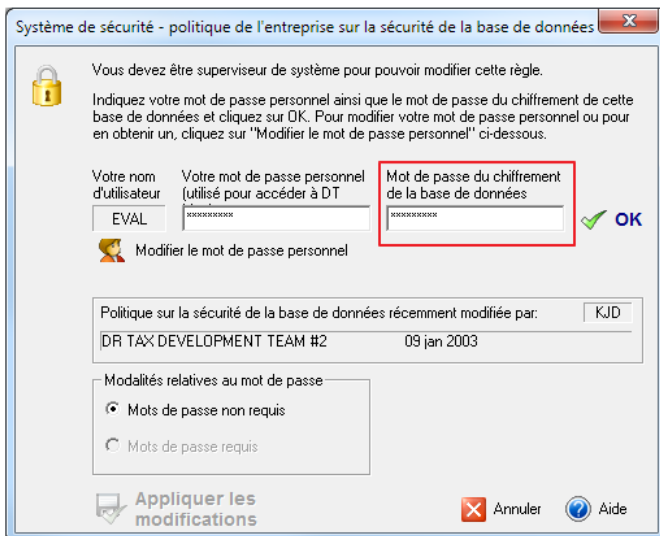 Système de sécurité - politique de l'entreprise sur la sécurité de la base de données
Vous devez être superviseur de système pour pouvoir modifier cette règle.
Indiquez votre mot de passe personnel ainsi que le mot de passe du chiffrement de cette
base de données et cliquez sur OK. Pour modifier votre mot de passe personnel ou pour
en obtenir un, cliquez sur "Modifier le mot de passe personnel" ci-dessous.
Votre nom
d'utilisateur
Votre mot de passe personnel
(utilisé pour accéder à DT
Mot de passe du chiffrement
de la base de données
EVAL
*********
*********
OK
Modifier le mot de passe personnel
Politique sur la sécurité de la base de données récemment modifiée par:
KJD
DR TAX DEVELOPMENT TEAM #2
09 jan 2003
Modalités relatives au mot de passe
Mots de passe non requis
Mots de passe requis
Appliquer les
modifications
Annuler
Aide